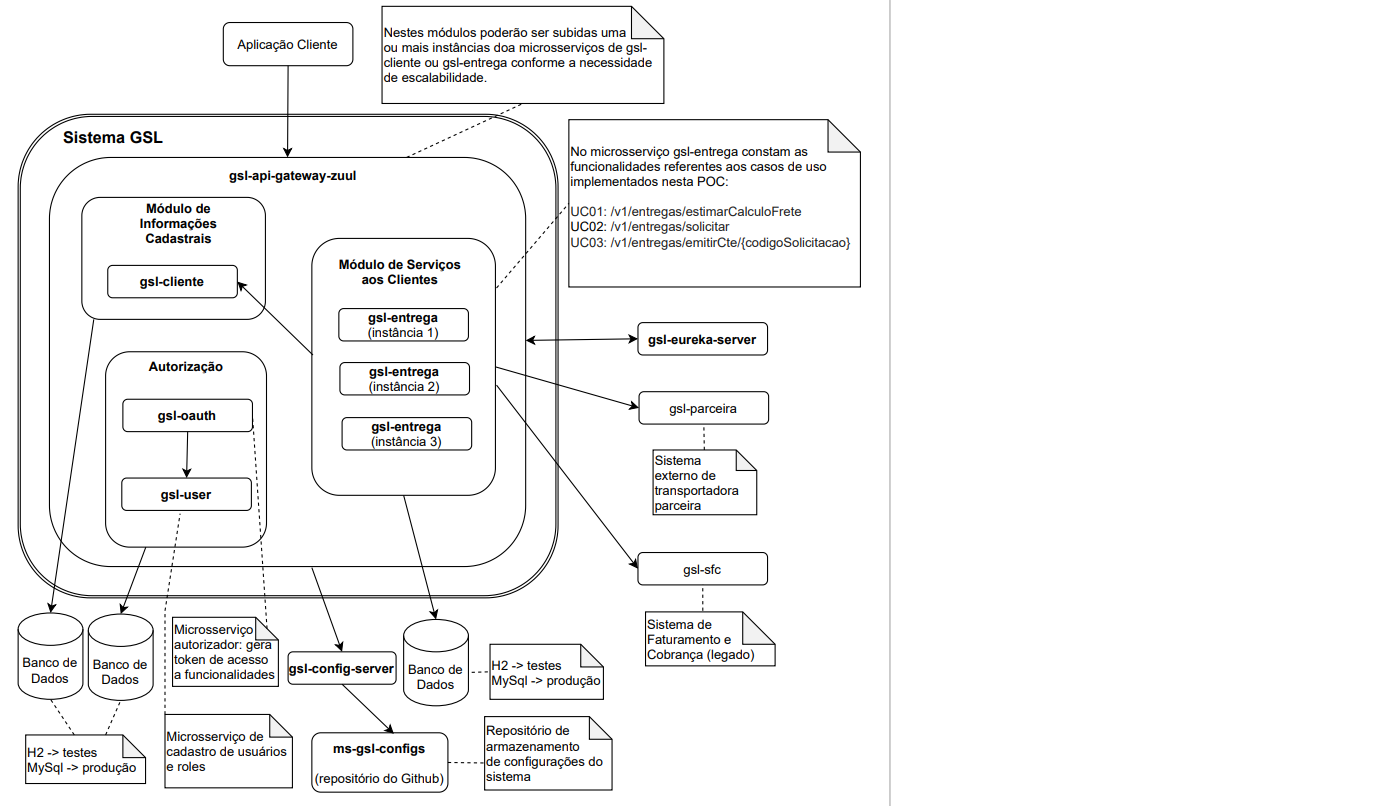 Aplicação Cliente
Nestes módulos poderão ser subidas uma
ou mais instâncias doa microsserviços de gsl-
cliente ou gsl-entrega conforme a necessidade
de escalabilidade.
Sistema GSL
gsl-api-gateway-zuul
No microsserviço gsl-entrega constam as
funcionalidades referentes aos casos de uso
implementados nesta POC:
UC01: /v1/entregas/estimarCalculoFrete
UC02: /v1/entregas/solicitar
UC03: /v1/entregas/emitirCte/{codigoSolicitacao}
Módulo de
Informações
Cadastrais
gsl-cliente
Módulo de Serviços
aos Clientes
gsl-entrega
(instância 1)
gsl-entrega
(instância 2)
gsl-entrega
(instância 3)
Autorização
gsl-oauth
gsl-user
gsl-eureka-server
gsl-parceira
Sistema
externo de
transportadora
parceira
gsl-sfc
Sistema de
Faturamento e
Cobrança (legado)
Banco de
Dados
Banco de
Dados
Microsserviço
autorizador: gera
token de acesso
a funcionalidades
gsl-config-server
Banco de
Dados
H2 -> testes
MySql -> produção
H2 -> testes
MySql -> produção
Microsserviço de
cadastro de usuários
e roles
ms-gsl-configs
(repositório do Github)
Repositório de
armazenamento
de configurações do
sistema